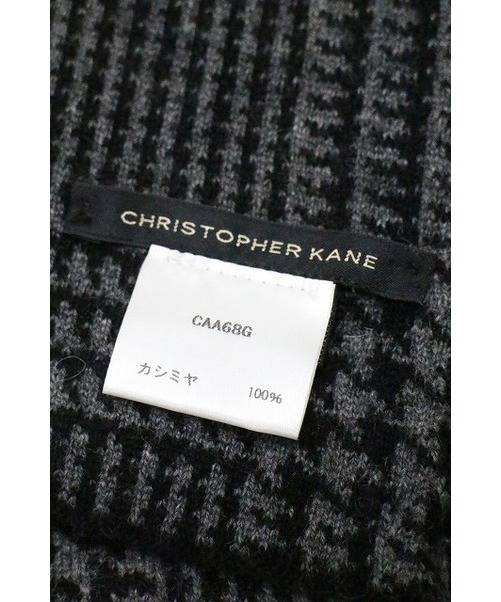 CHRISTOPHER KANE
CAA68G
カシミヤ 100%